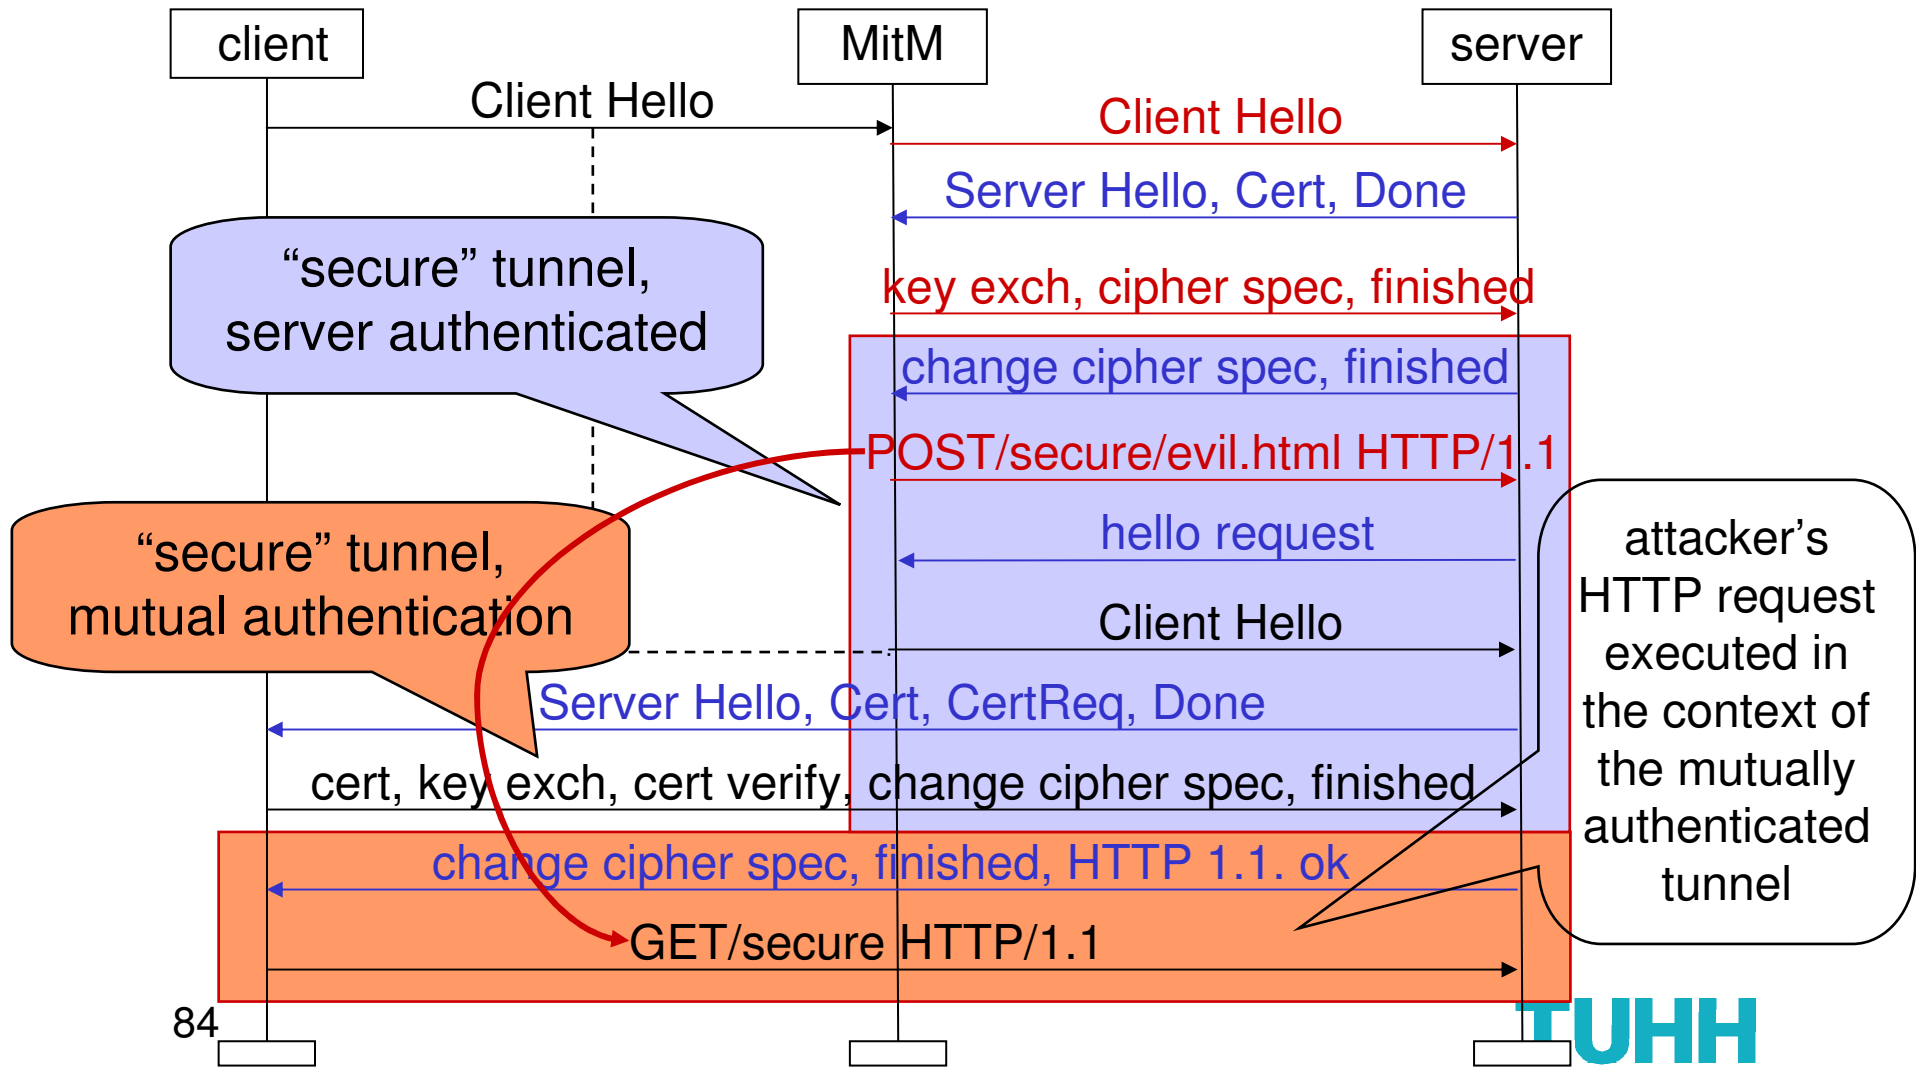 client
MitM
server
Client Hello
Client Hello
Server Hello, Cert, Done
“secure” tunnel,
server authenticated
key exch, cipher spec, finished
change cipher spec, finished
POST/secure/evil.html HTTP/1.1
hello request
“secure” tunnel,
mutual authentication
Client Hello
Server Hello, Cert, CertReq, Done
cert, key exch, cert verify, change cipher spec, finished
change cipher spec, finished, HTTP 1.1. ok
GET/secure HTTP/1.1
attacker’s
HTTP request
executed in
the context of
the mutually
authenticated
tunnel
84
TUHH